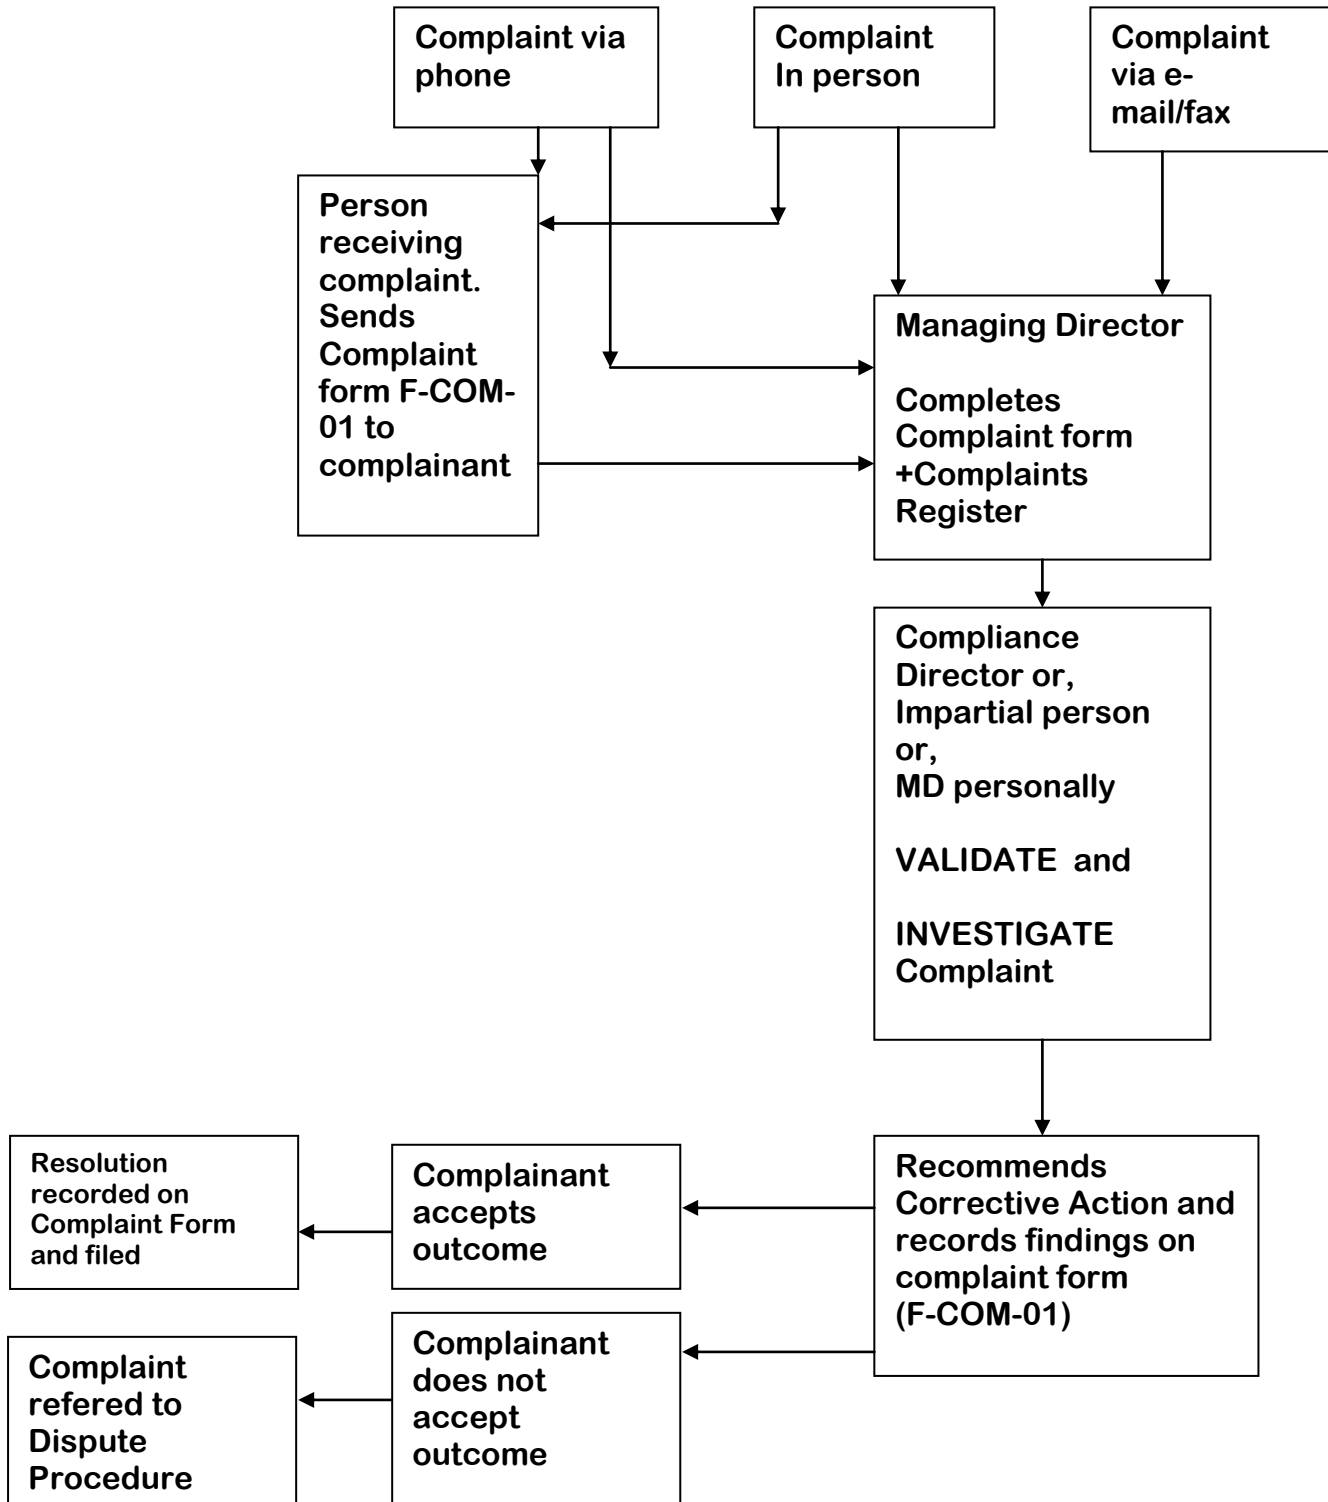 Complaint via
phone
Complaint
In person
Complaint
via e-
mail/fax
Person
receiving
complaint.
Sends
Complaint
form F-COM-
01 to
complainant
Managing Director
Completes
Complaint form
+Complaints
Register
Compliance
Director or,
Impartial person
or,
MD personally
VALIDATE  and
INVESTIGATE
Complaint
Recommends
Corrective Action and
records findings on
complaint form
(F-COM-01)
Complainant
accepts
outcome
Resolution
recorded on
Complaint Form
and filed
Complainant
does not
accept
outcome
Complaint
refered to
Dispute
Procedure